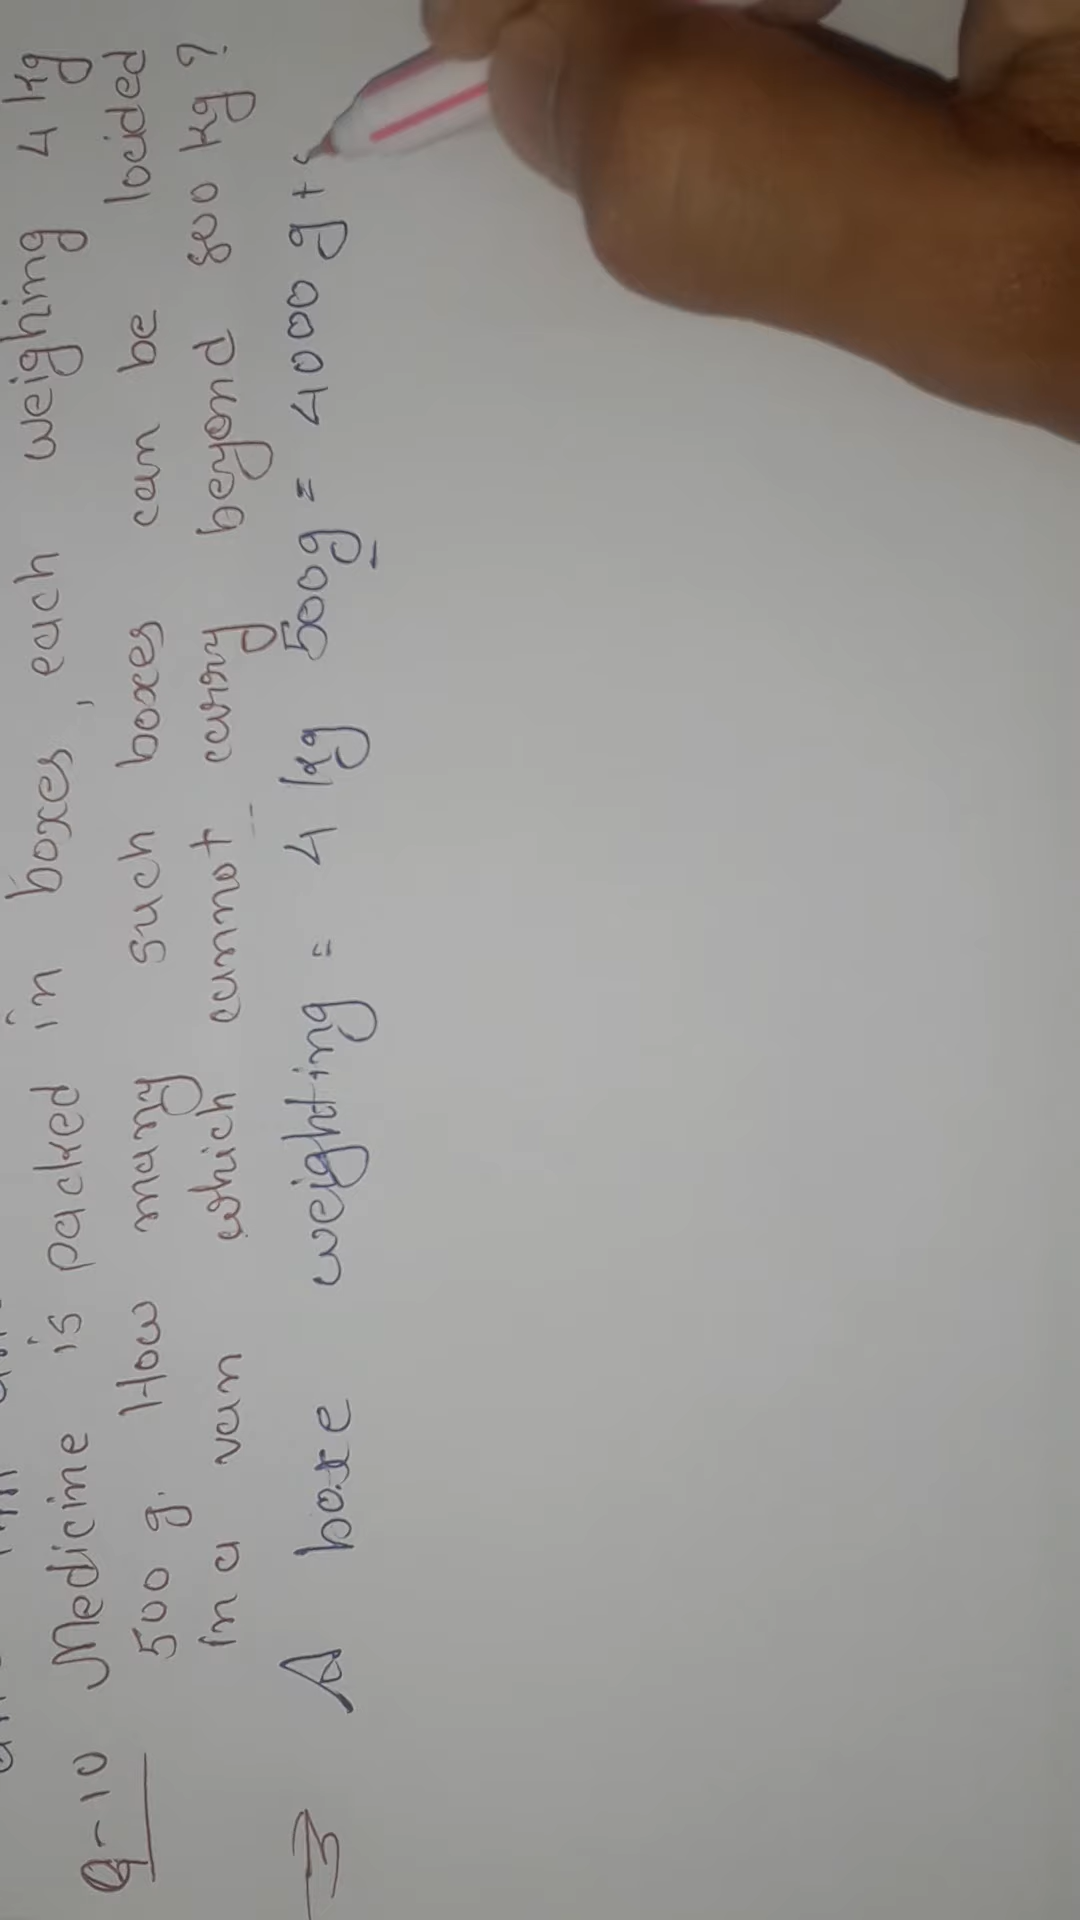 Q-10 Medicine is packed in boxes, each weighing 4 kg
500 g. How many such boxes can be loaded
in a van which cannot carry beyond 800 kg?
⇒ A boxe weighting = 4 kg 500g = 4000 g +